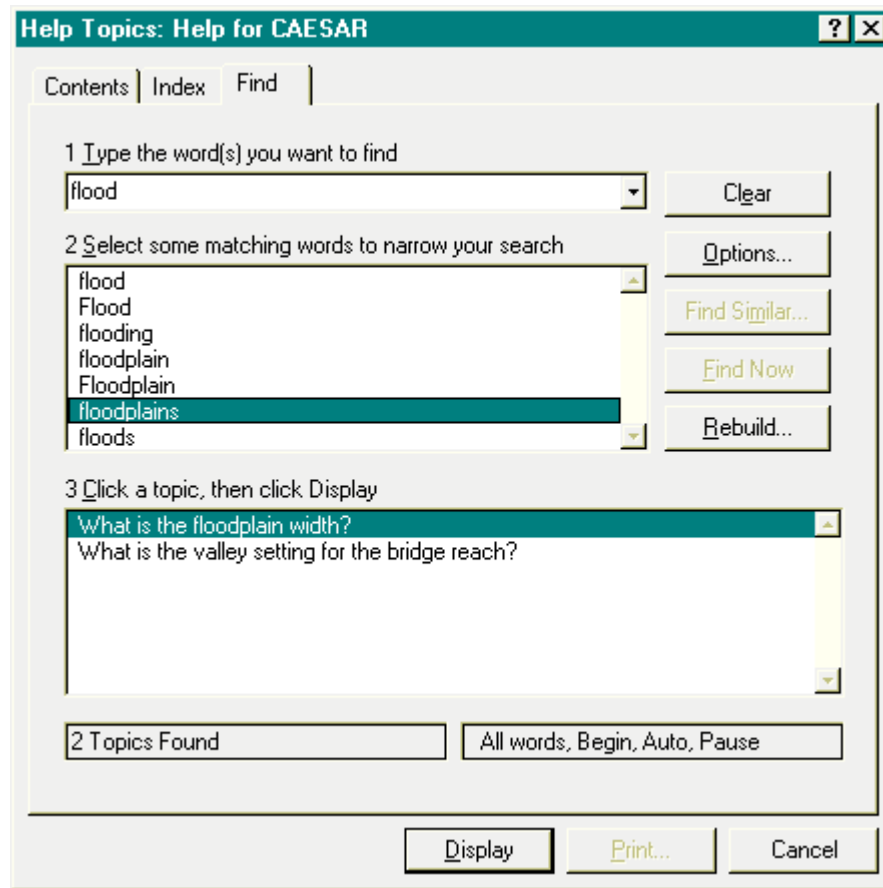 Help Topics: Help for CAESAR
Contents Index Find
1 Type the word(s) you want to find
flood
Clear
2 Select some matching words to narrow your search
Options...
flood
Flood
flooding
floodplain
Floodplain
floodplains
floods
Find Similar...
Find Now
Rebuild...
3 Click a topic, then click Display
What is the floodplain width?
What is the valley setting for the bridge reach?
2 Topics Found
All words, Begin, Auto, Pause
Display
Print...
Cancel